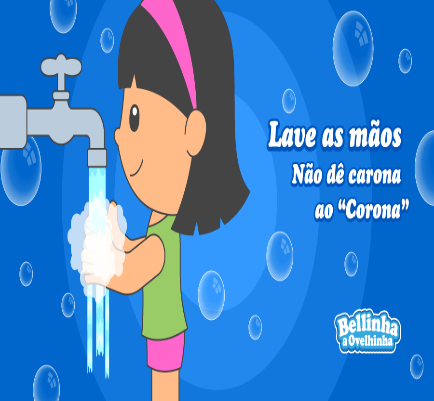 Lave as mãos
Não dê carona
ao “Corona”
Bellinha
a Ovelhinha